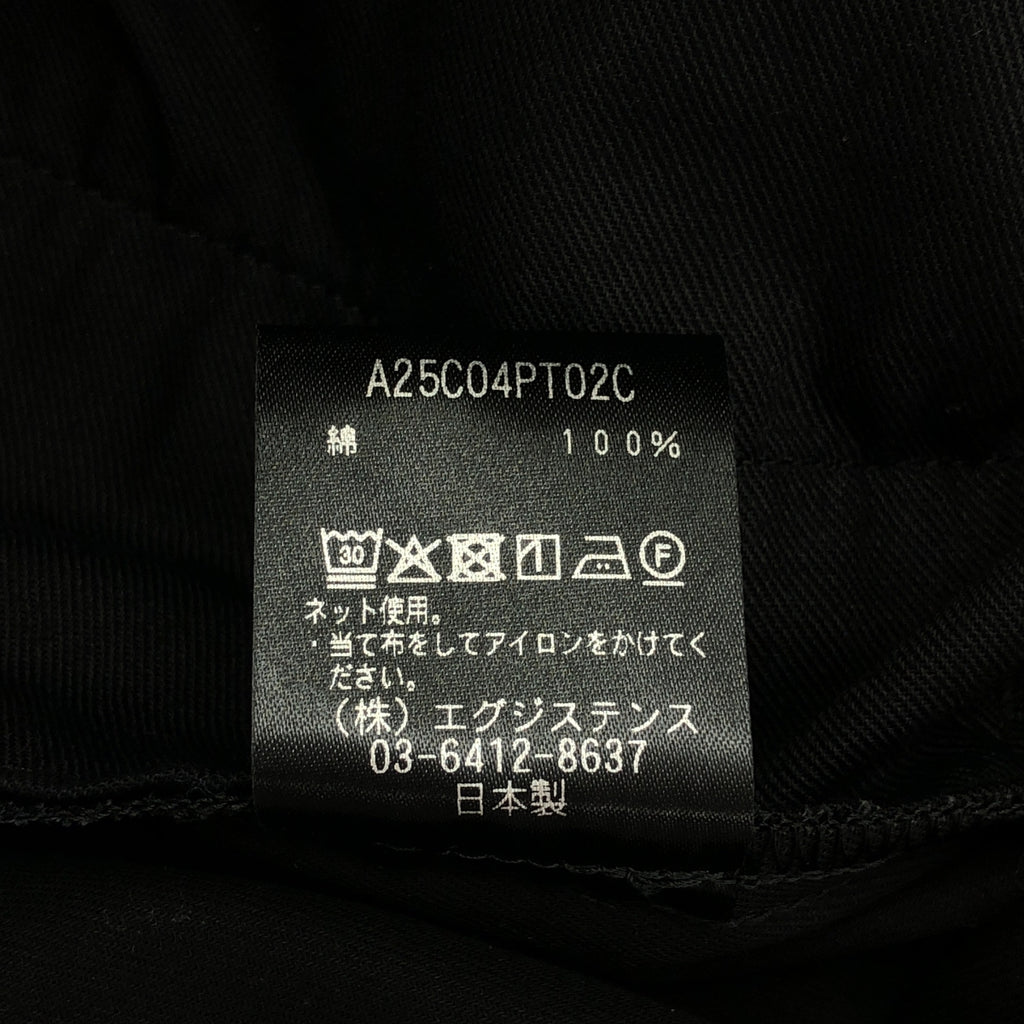 A25C04PT02C
綿 100%
30 F
ネット使用。
・当て布をしてアイロンをかけてく
ださい。
(株) エグジステンス
03-6412-8637
日本製